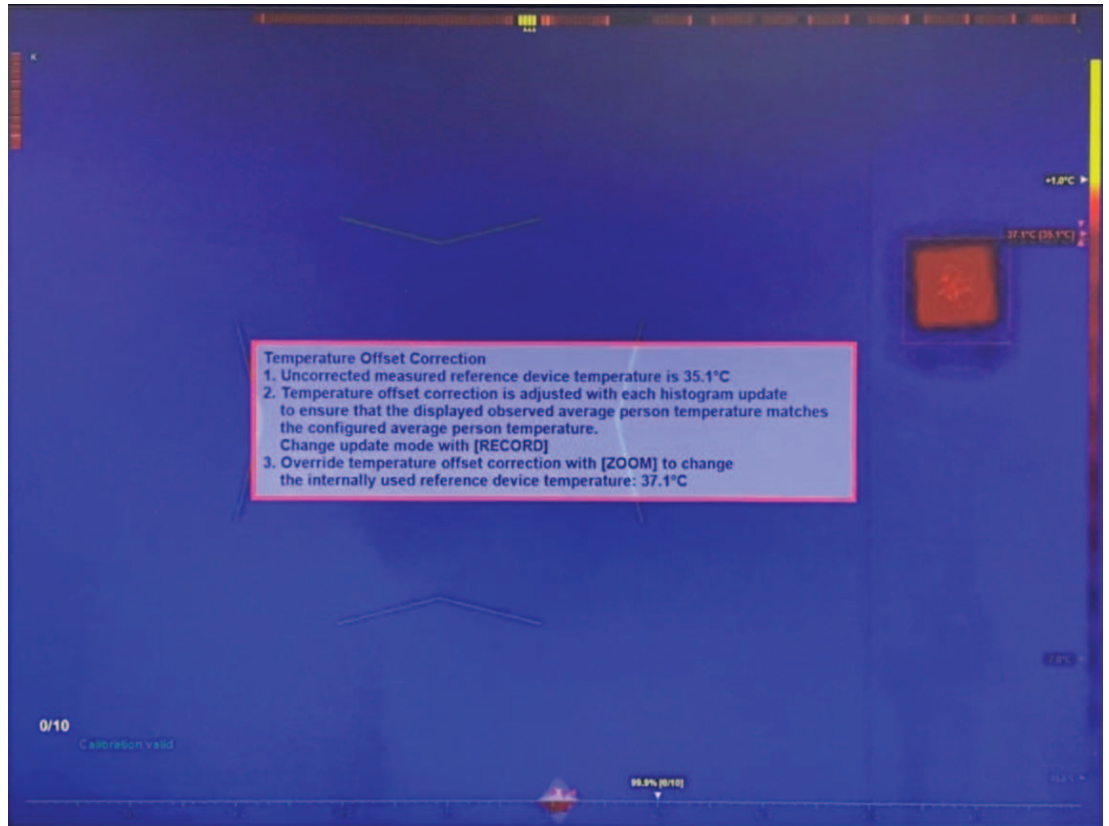 K
+1.0°C
37.1°C [35.1°C]
Temperature Offset Correction
1. Uncorrected measured reference device temperature is 35.1°C
2. Temperature offset correction is adjusted with each histogram update
to ensure that the displayed observed average person temperature matches
the configured average person temperature.
Change update mode with [RECORD]
3. Override temperature offset correction with [ZOOM] to change
the internally used reference device temperature: 37.1°C
0/10
Calibration valid
99.9% [0/10]